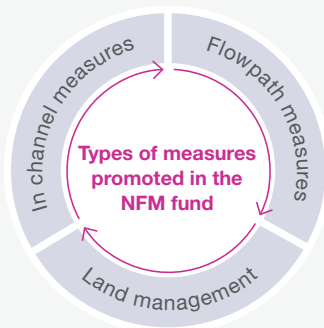 In channel measures
Flowpath measures
Types of measures
promoted in the
NFM fund
Land management